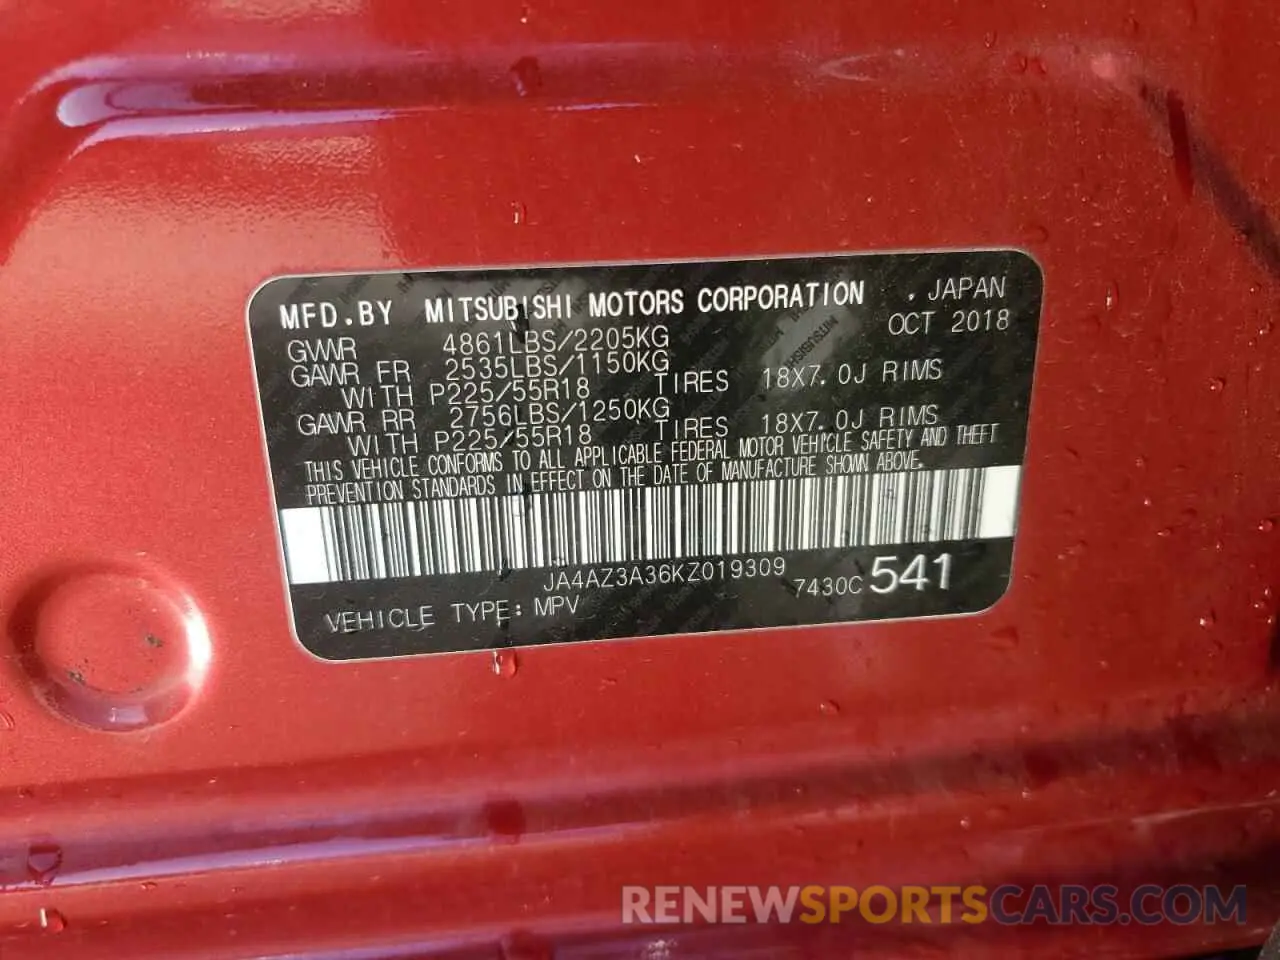 MFD.BY MITSUBISHI MOTORS CORPORATION , JAPAN
OCT 2018
GVWR 4861LBS/2205KG
GAWR FR 2535LBS/1150KG
WITH P225/55R18 TIRES 18X7.0J RIMS
GAWR RR 2756LBS/1250KG
WITH P225/55R18 TIRES 18X7.0J RIMS
THIS VEHICLE CONFORMS TO ALL APPLICABLE FEDERAL MOTOR VEHICLE SAFETY AND THEFT
PREVENTION STANDARDS IN EFFECT ON THE DATE OF MANUFACTURE SHOWN ABOVE.
JA4AZ3A36KZ019309
7430C 541
VEHICLE TYPE: MPV
RENEWSPORTSCARS.COM